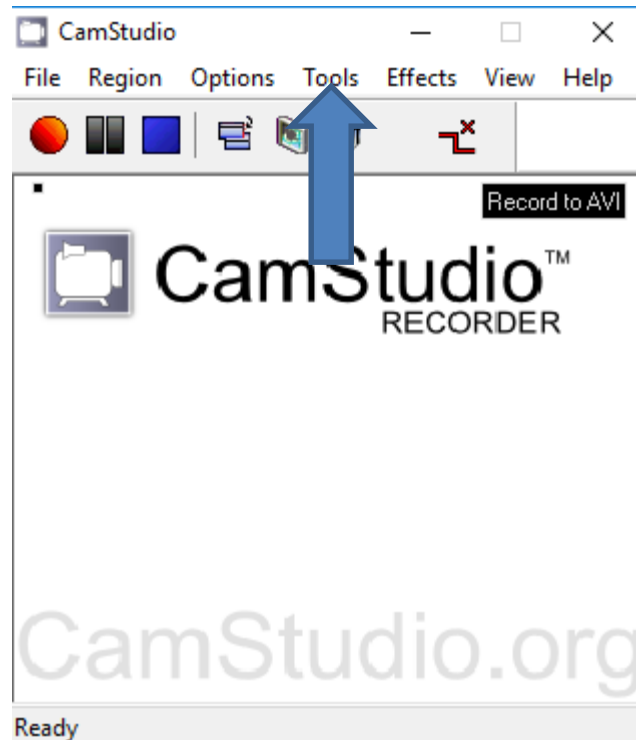 CamStudio
File Region Options Tools Effects View Help
Record to AVI
CamStudio™
RECORDER
CamStudio.org
Ready